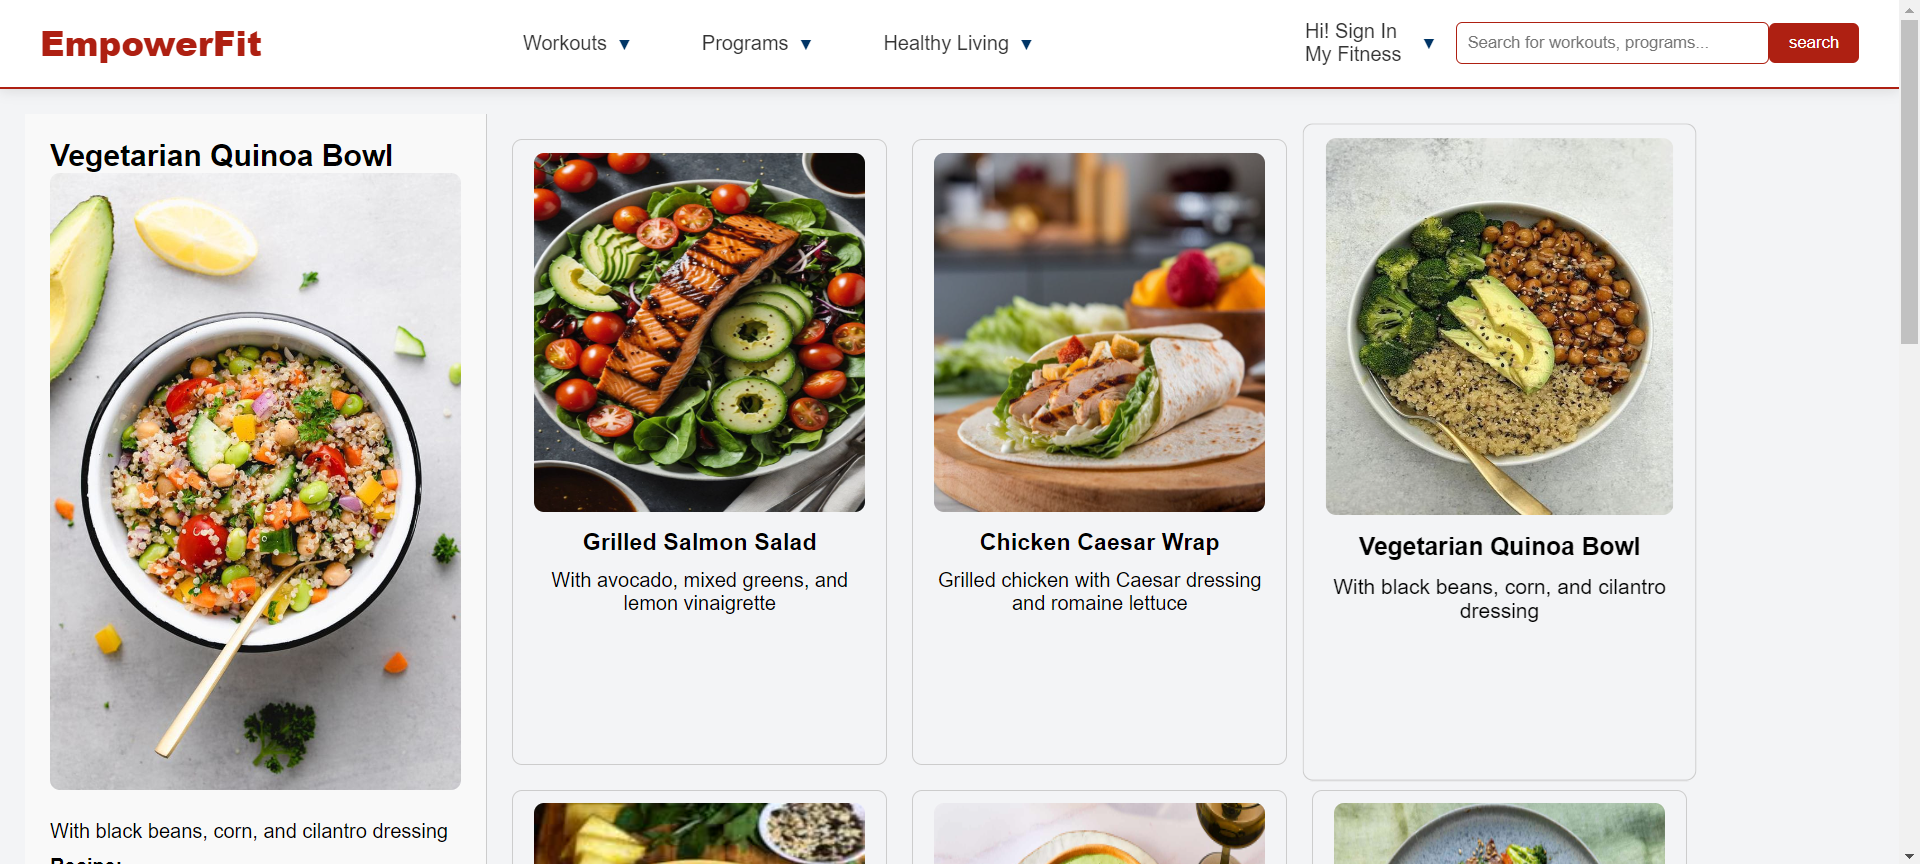 EmpowerFit
Workouts ▼
Programs ▼
Healthy Living ▼
Hi! Sign In
My Fitness ▼
Search for workouts, programs...
search
Vegetarian Quinoa Bowl
With black beans, corn, and cilantro dressing
Recipe:
Grilled Salmon Salad
With avocado, mixed greens, and
lemon vinaigrette
Chicken Caesar Wrap
Grilled chicken with Caesar dressing
and romaine lettuce
Vegetarian Quinoa Bowl
With black beans, corn, and cilantro
dressing